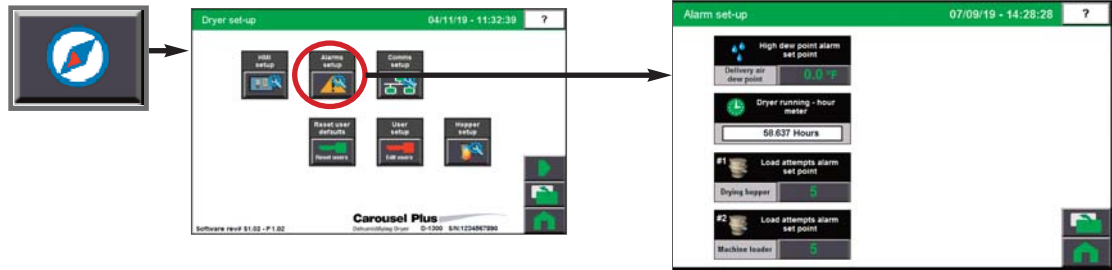 Dryer set-up
04/11/19 - 11:32:39
?
HMI
setup
Alarms
setup
Comms
setup
Reset user
defaults
Reset users
User
setup
Edit users
Hopper
setup
Carousel Plus
Dehumidifying Dryer D-1300 S/N:1234567890
Software rev# S1.02 - P1.02
Alarm set-up
07/09/19 - 14:28:28
?
High dew point alarm
set point
Delivery air
dew point
0.0 °F
Dryer running - hour
meter
58.637 Hours
#1
Load attempts alarm
set point
Drying hopper
5
#2
Load attempts alarm
set point
Machine loader
5